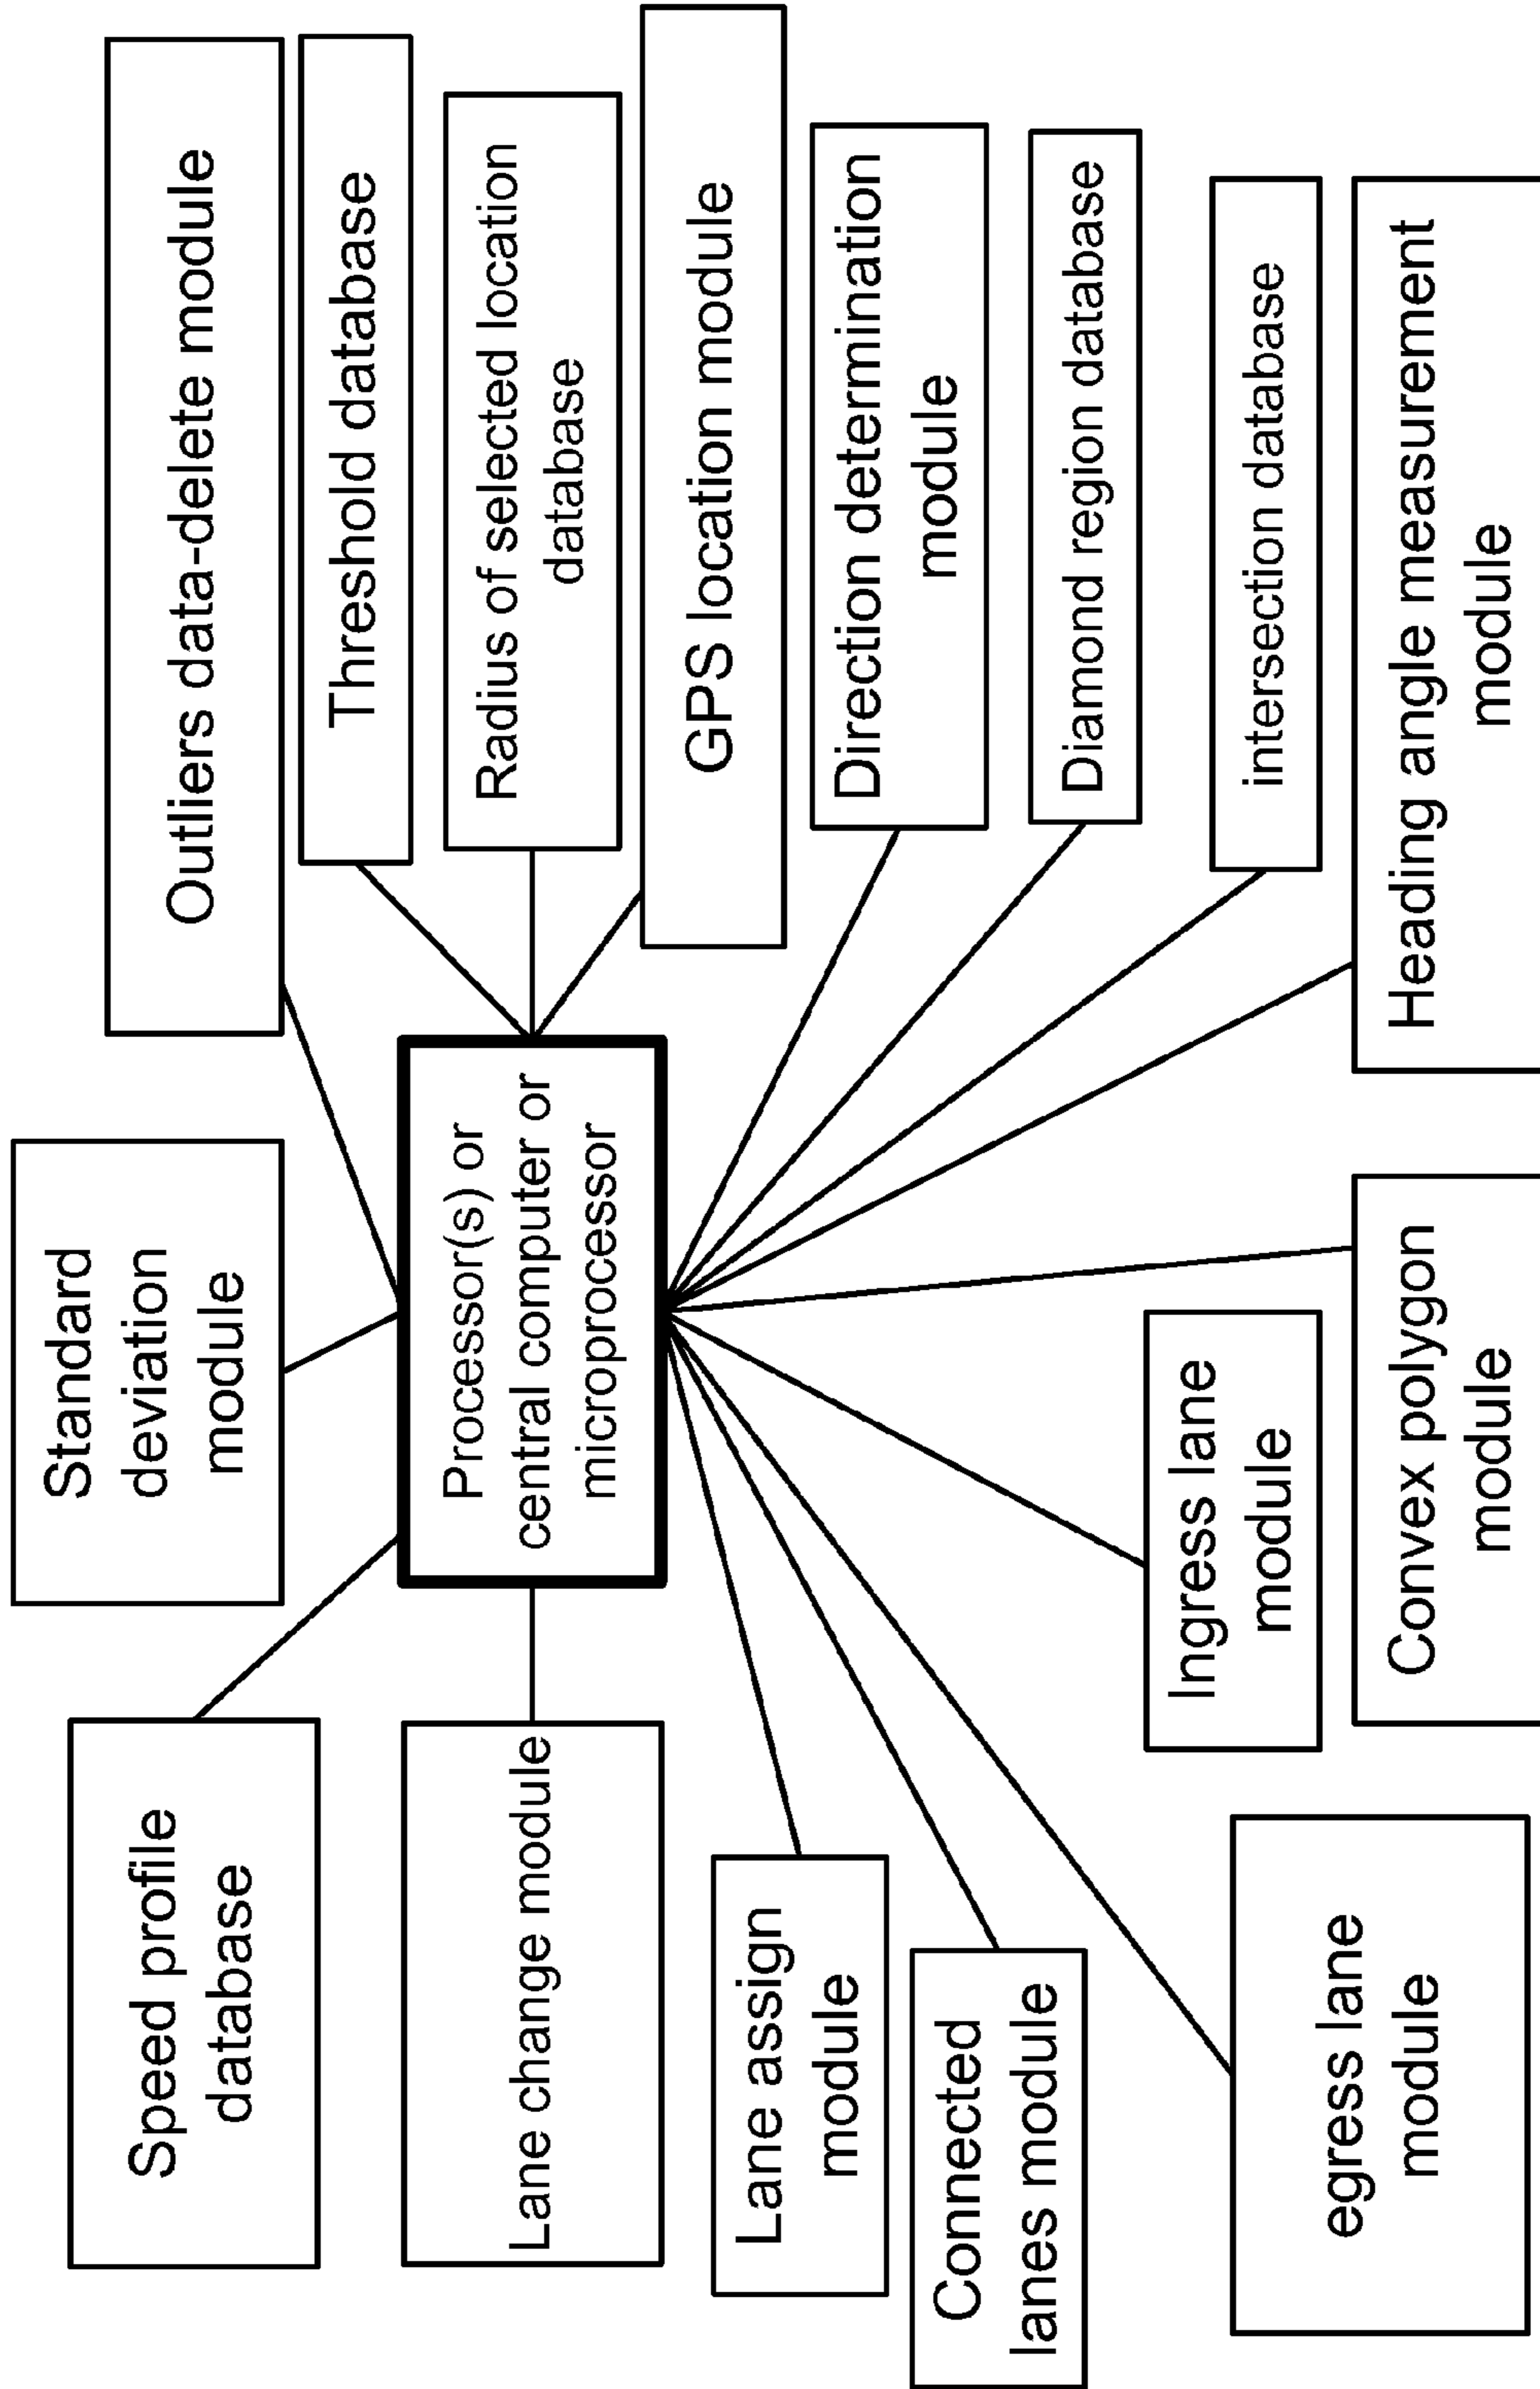 Speed profile
database
Standard
deviation
module
Outliers data-delete module
Threshold database
Radius of selected location
database
GPS location module
Processor(s) or
central computer or
microprocessor
Lane change module
Lane assign
module
Connected
lanes module
egress lane
module
Ingress lane
module
Convex polygon
module
Direction determination
module
Diamond region database
intersection database
Heading angle measurement
module